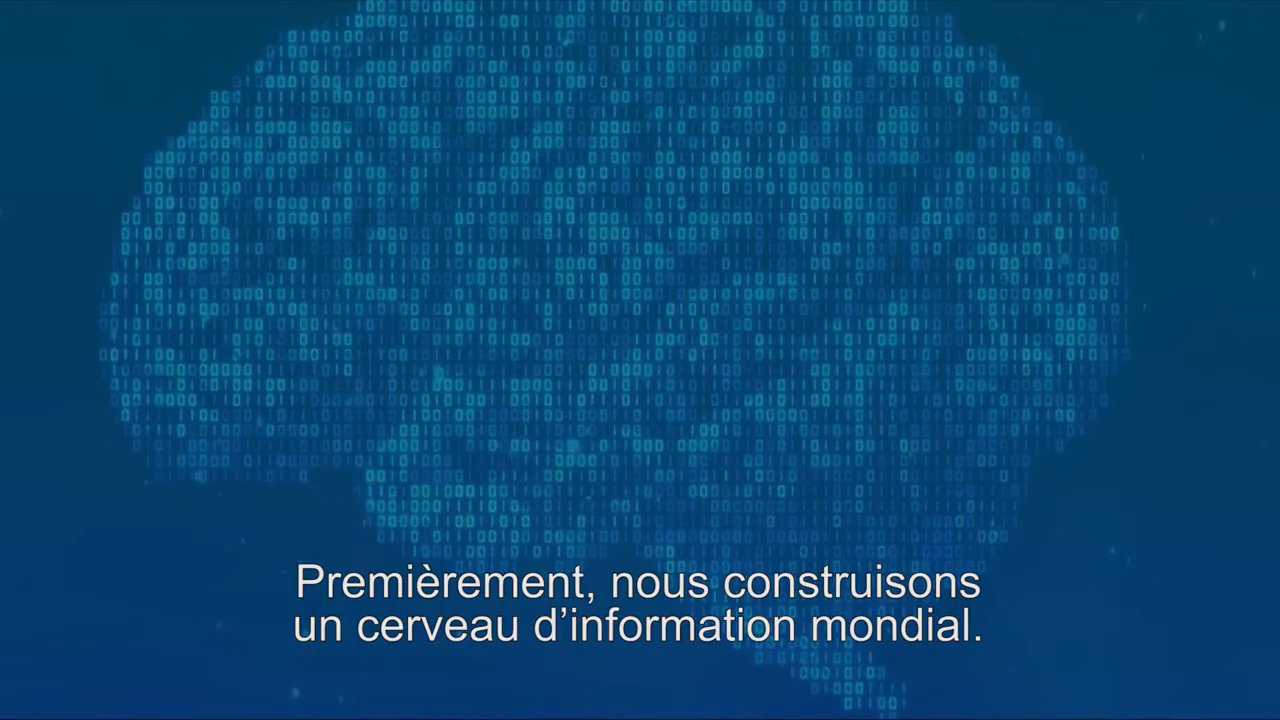 Premièrement, nous construisons
un cerveau d’information mondial.